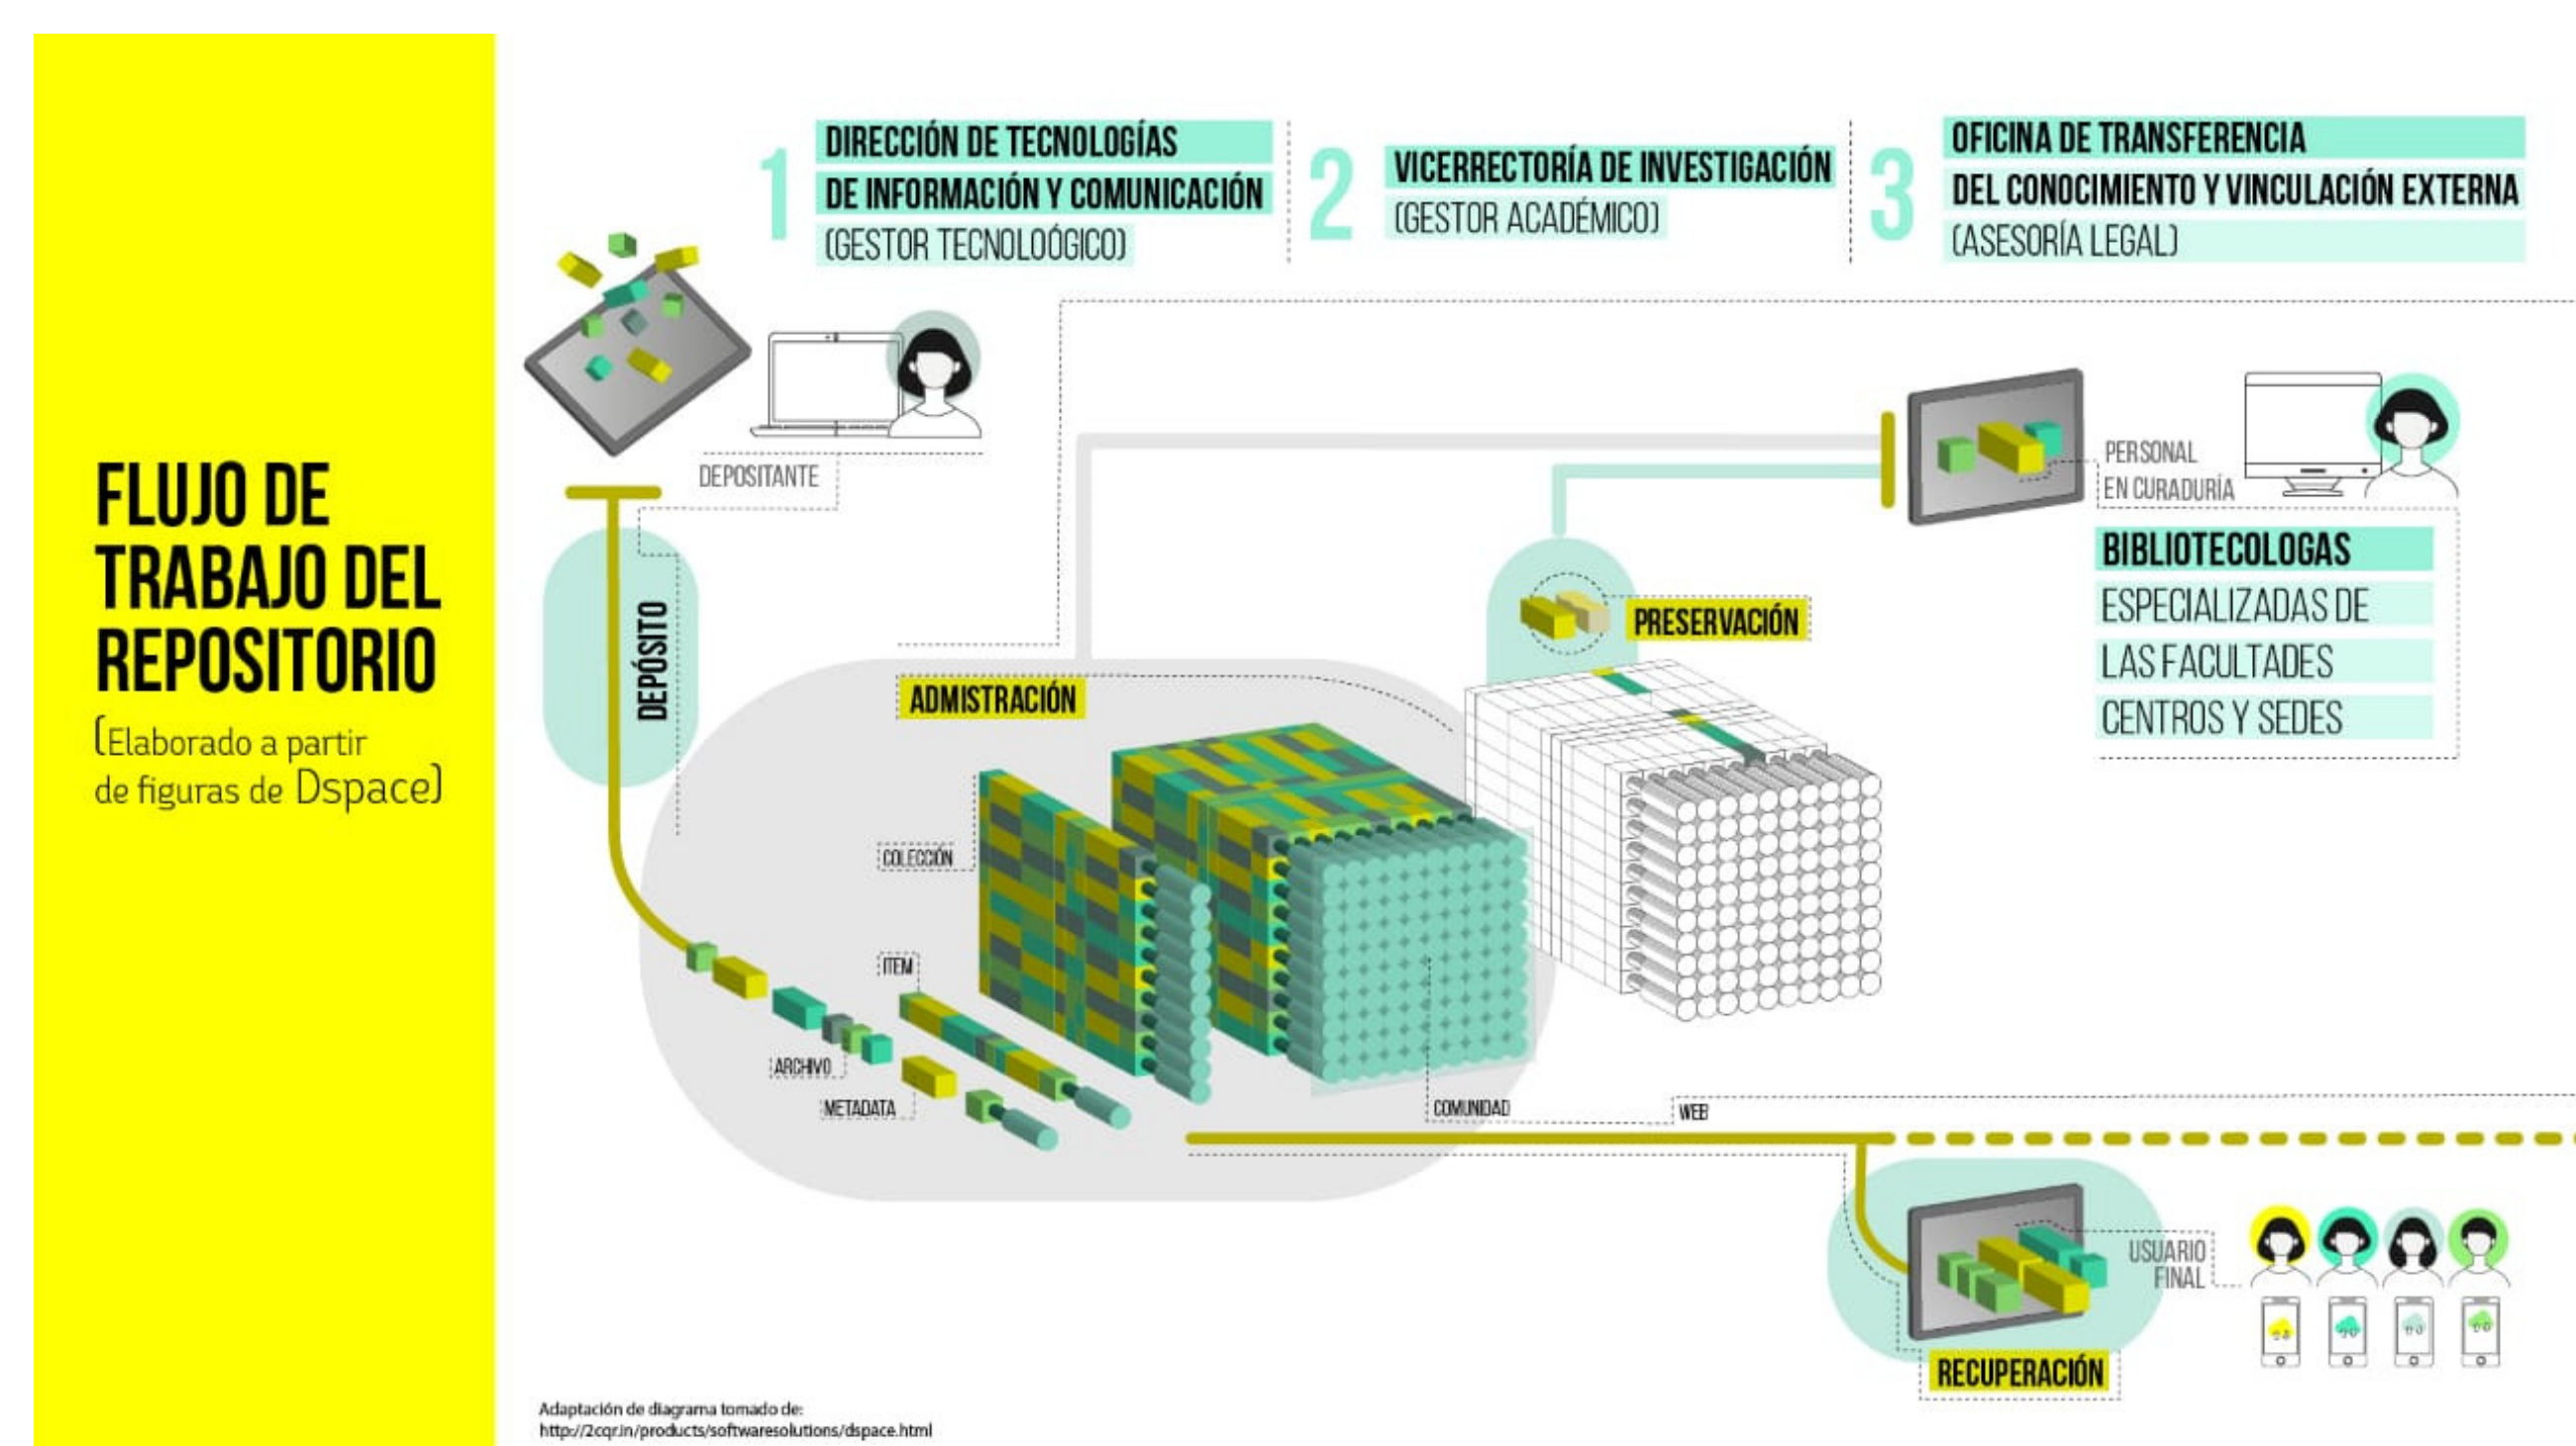 FLUJO DE
TRABAJO DEL
REPOSITORIO
(Elaborado a partir
de figuras de Dspace)
1
DIRECCIÓN DE TECNOLOGÍAS
DE INFORMACIÓN Y COMUNICACIÓN
(GESTOR TECNOLOÓGICO)
2
VICERRECTORÍA DE INVESTIGACIÓN
(GESTOR ACADÉMICO)
3
OFICINA DE TRANSFERENCIA
DEL CONOCIMIENTO Y VINCULACIÓN EXTERNA
(ASESORÍA LEGAL)
DEPOSITANTE
DEPÓSITO
PERSONAL
EN CURADURÍA
BIBLIOTECOLOGAS
ESPECIALIZADAS DE
LAS FACULTADES
CENTROS Y SEDES
PRESERVACIÓN
ADMISTRACIÓN
COLECCIÓN
ITEM
ARCHIVO
METADATA
COMUNIDAD
WEB
USUARIO
FINAL
RECUPERACIÓN
Adaptación de diagrama tomado de:
http://2cqr.in/products/softwaresolutions/dspace.html